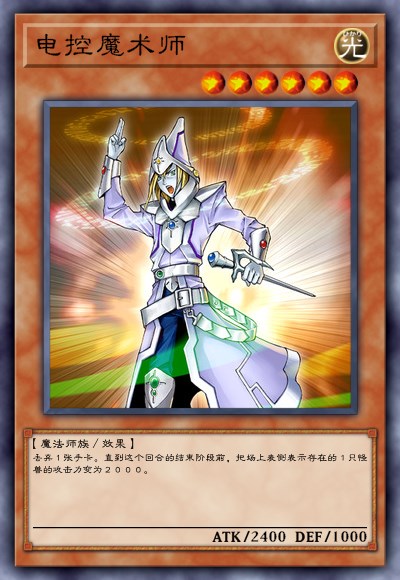 电控魔术师
光
【魔法师族／效果】
丢弃１张手卡。直到这个回合的结束阶段前，把场上表侧表示存在的１只怪
兽的攻击力变为２０００。
ATK/2400 DEF/1000